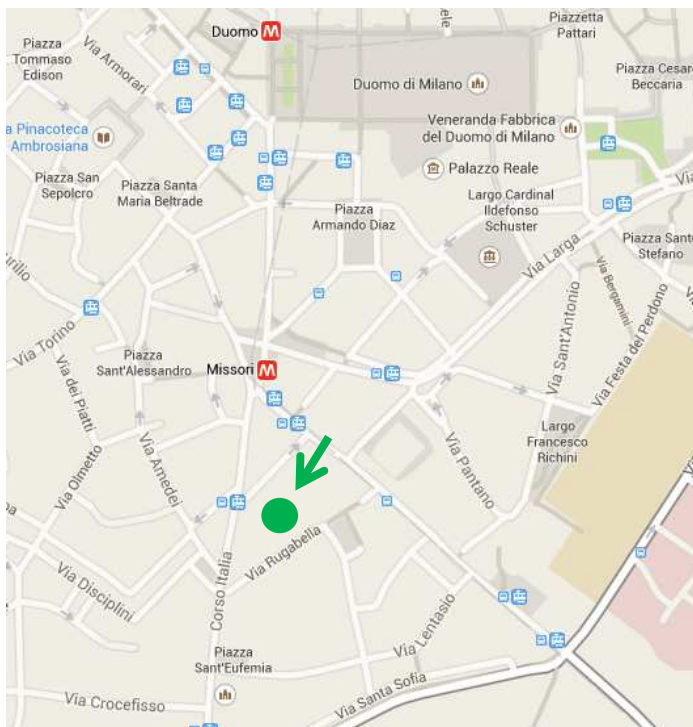 Duomo
M
Piazzetta
Pattari
Piazza
Tommaso
Edison
Via Armorari
Duomo di Milano
Piazza Cesare
Beccaria
a Pinacoteca
Ambrosiana
Veneranda Fabbrica
del Duomo di Milano
Palazzo Reale
Piazza San
Sepolcro
Piazza Santa
Maria Beltrade
Largo Cardinal
Ildefonso
Schuster
Piazza
Armando Diaz
Via
Via Larga
Piazza Sant
Stefano
urilio
Via Torino
Via Bergamini
Via Sant'Antonio
Via Festa del Perdono
Piazza
Sant'Alessandro
Missori
M
Via dei Piatti
Via Olmetto
Via Amedei
Via Pantano
Largo
Francesco
Richini
Via Rugabella
Via Disciplini
Corso Italia
Via Lentasio
Piazza
Sant'Eufemia
Via Crocefisso
Via Santa Sofia